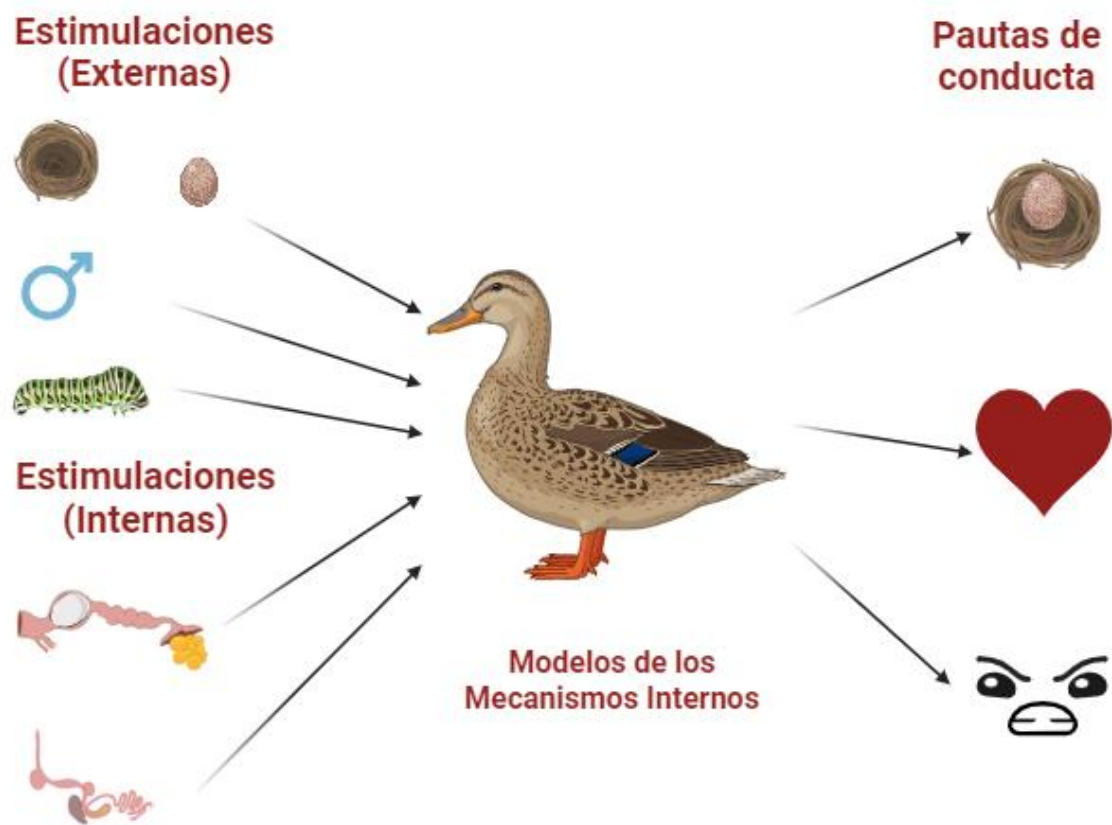 Estimulaciones
(Externas)
Pautas de
conducta
Estimulaciones
(Internas)
Modelos de los
Mecanismos Internos